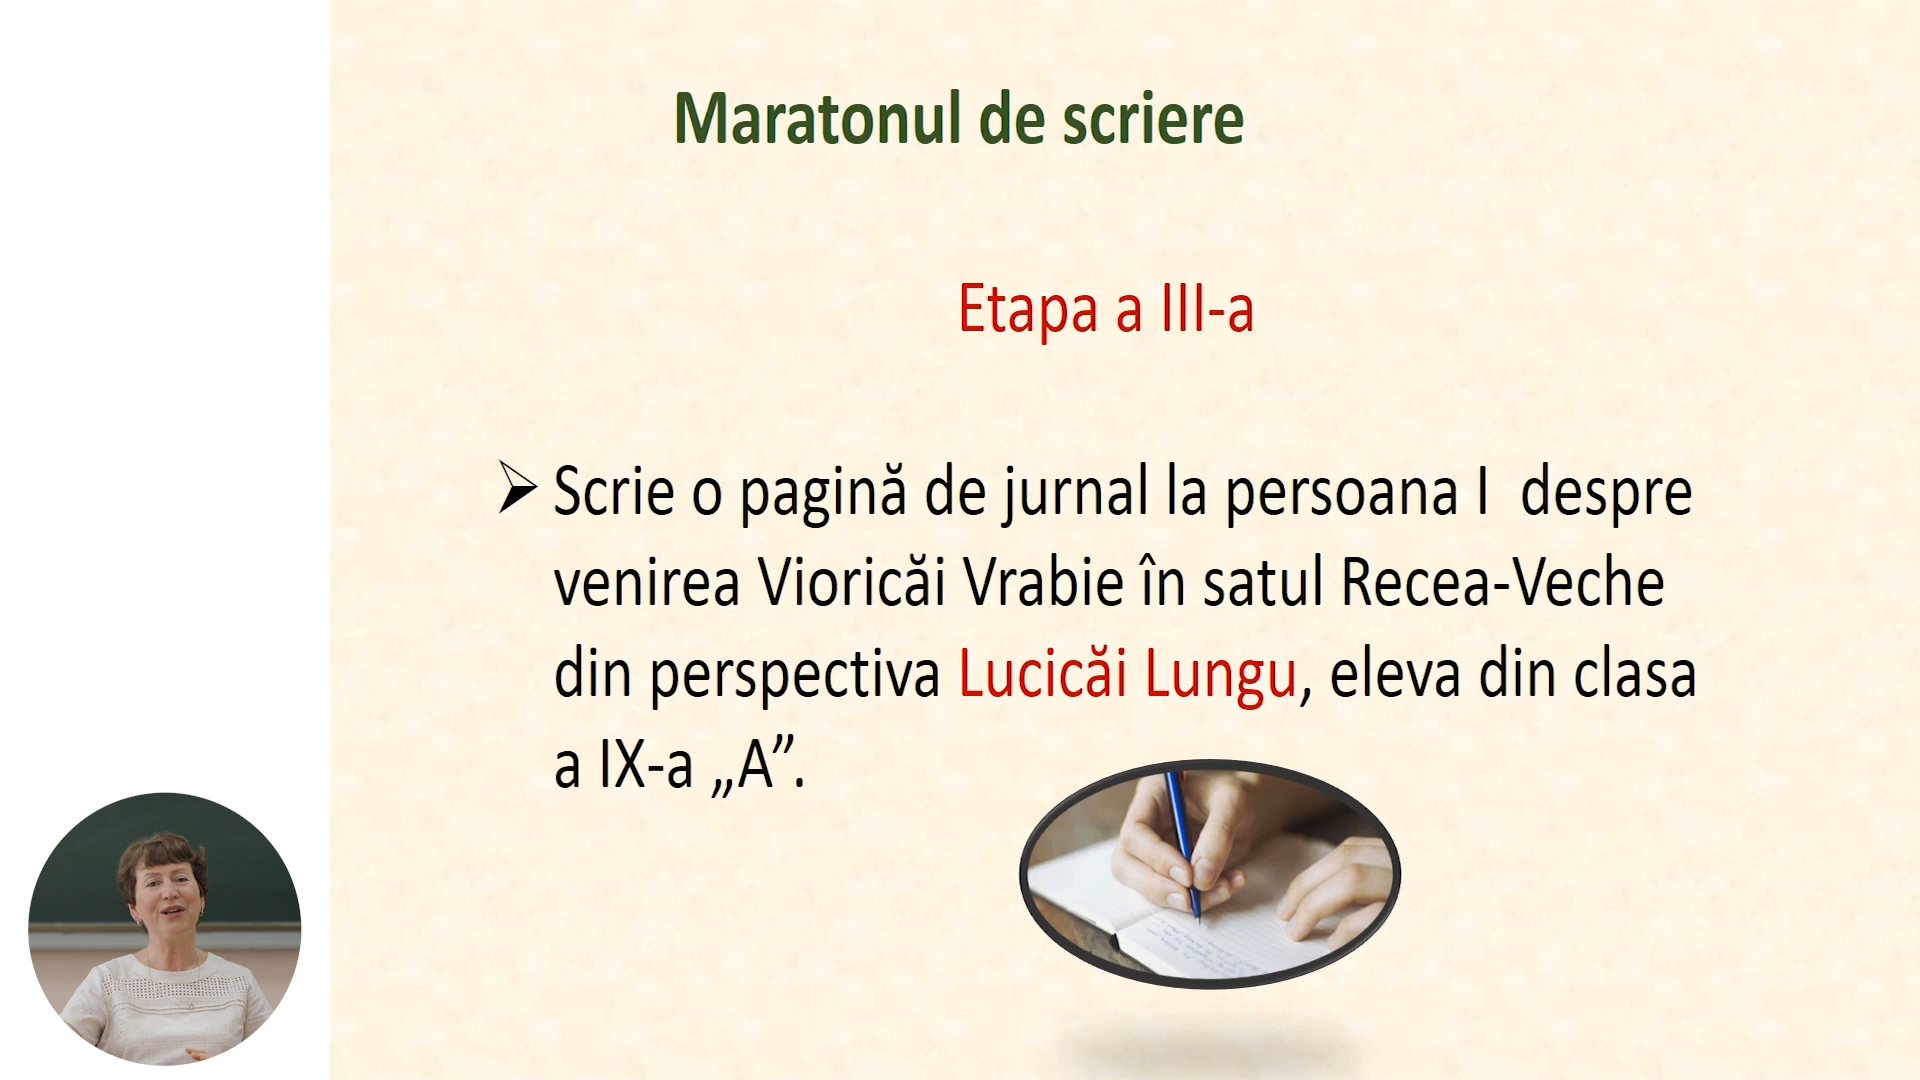 Maratonul de scriere
Etapa a III-a
Scrie o pagină de jurnal la persoana I despre
venirea Vioricăi Vrabie în satul Recea-Veche
din perspectiva Lucicăi Lungu, eleva din clasa
a IX-a „A”.